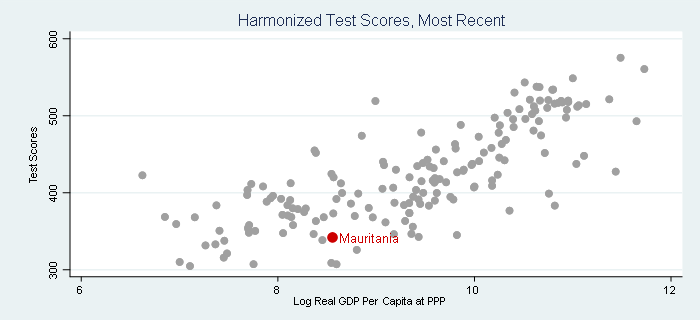 Harmonized Test Scores, Most Recent
600
500
400
300
Test Scores
Mauritania
6
8
10
12
Log Real GDP Per Capita at PPP